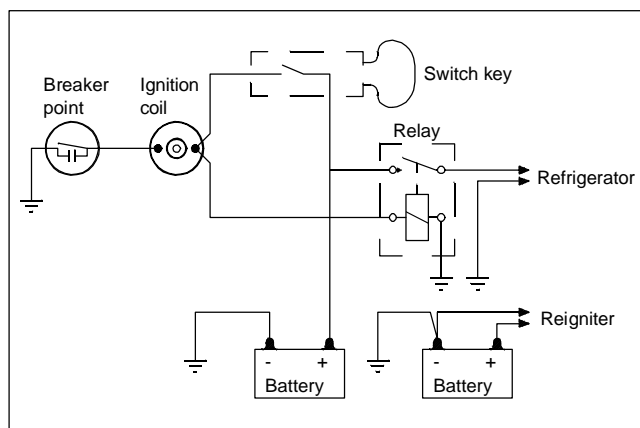 Breaker
point
Ignition
coil
Switch key
Relay
Refrigerator
Reigniter
- +
Battery
- +
Battery